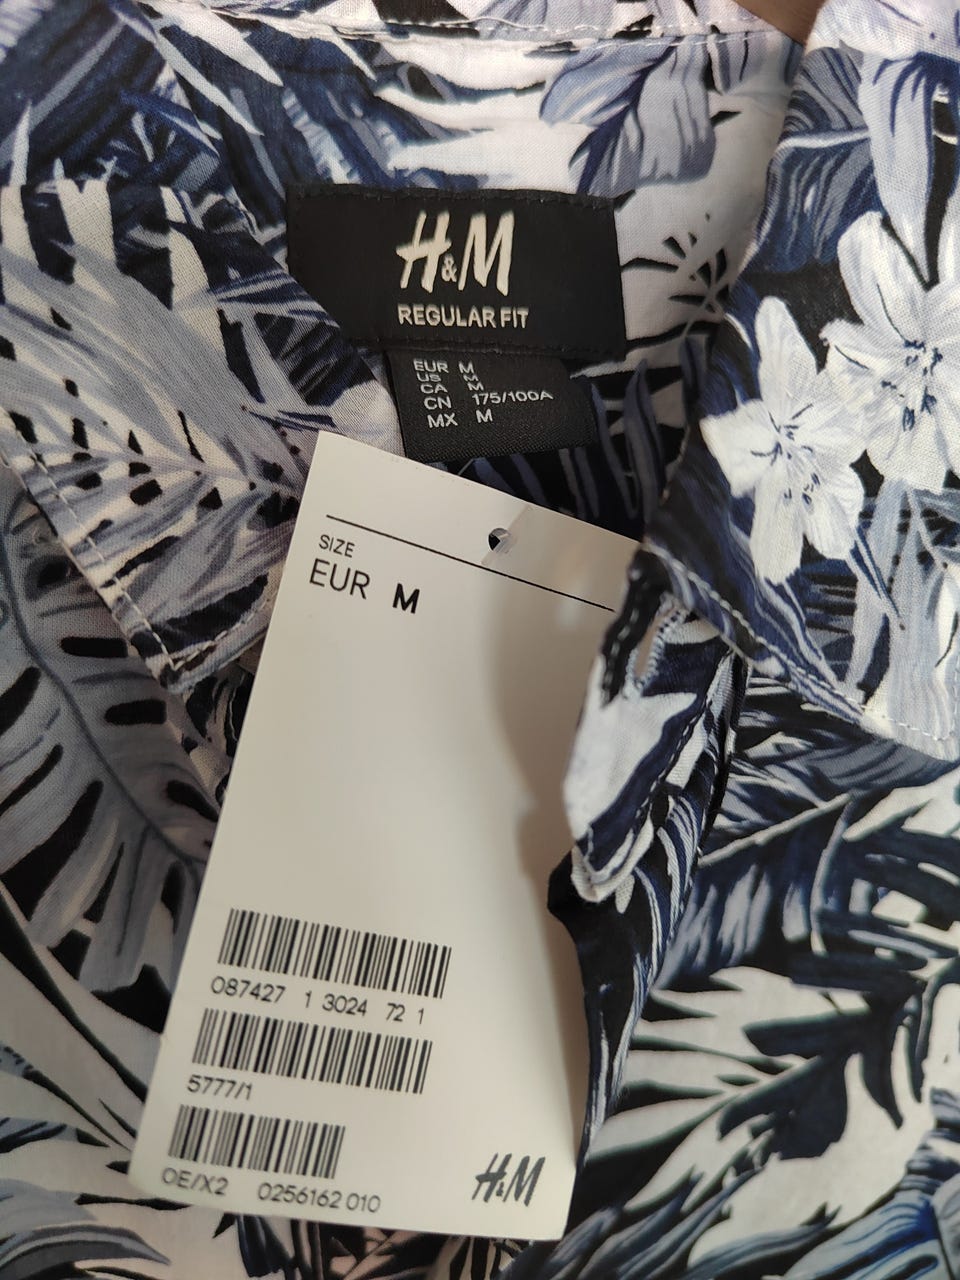 H&M
REGULAR FIT
EUR M
US M
CA M
CN 175/100A
MX M
SIZE
EUR M
087427 1 3024 72 1
5777/1
OE/X2 0256162 010
H&M